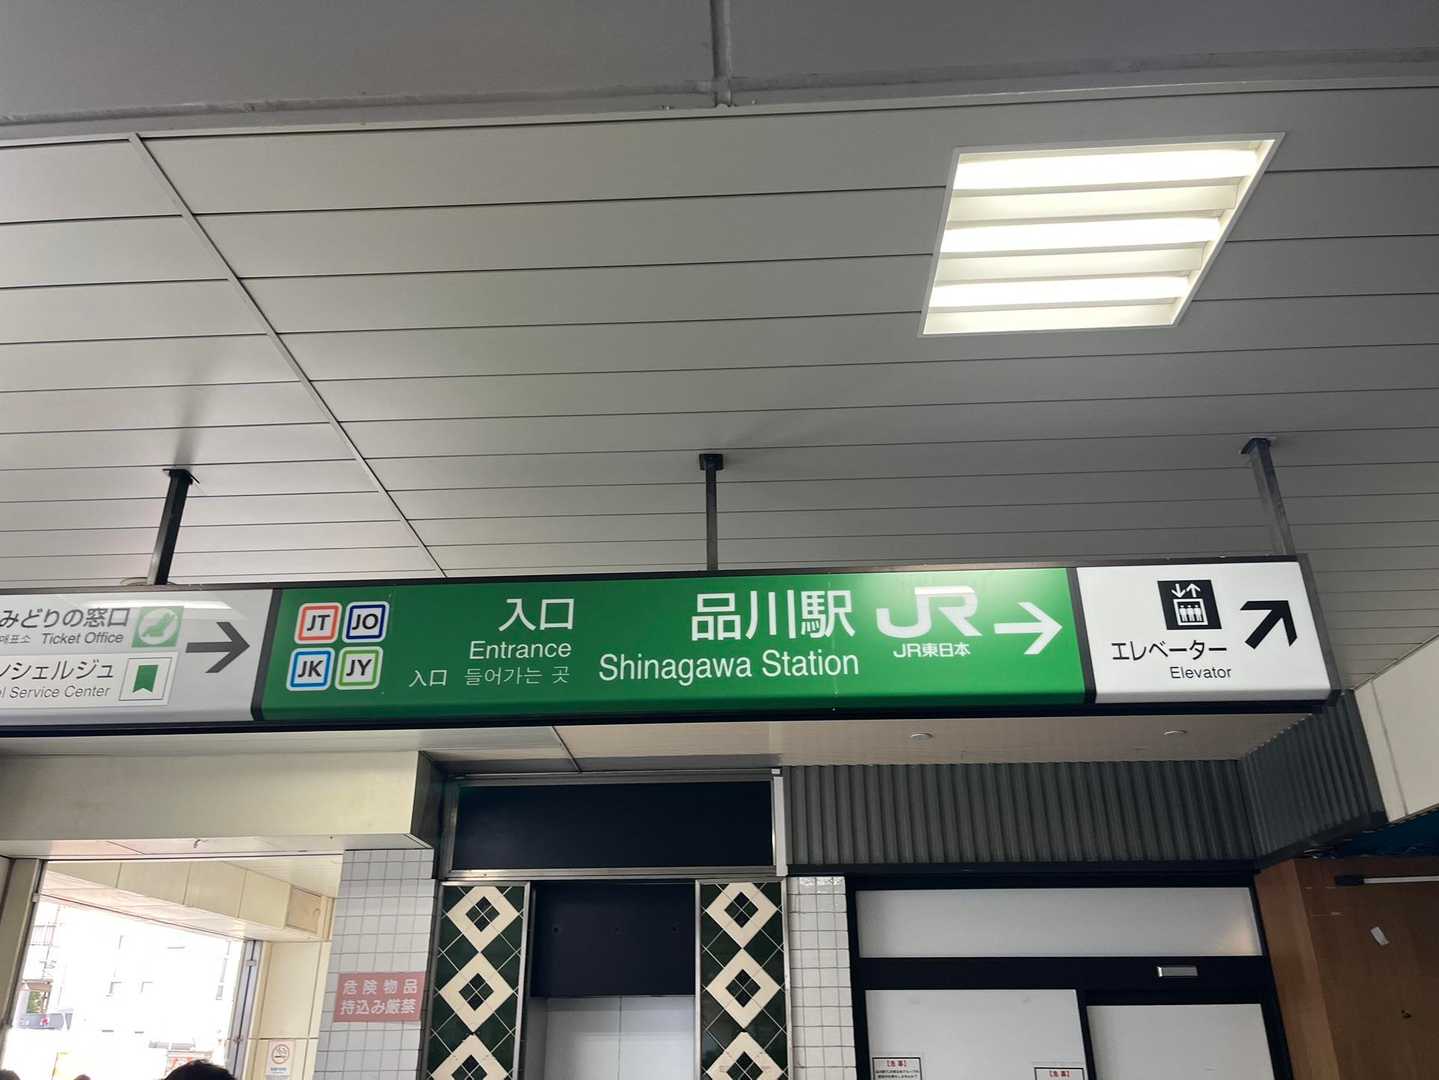 みどりの窓口
매표소 Ticket Office
ンシェルジュ
el Service Center
JT JO
JK JY
入口
Entrance
入口 들어가는 곳
品川駅
Shinagawa Station
JR
JR東日本
エレベーター
Elevator
危険物品
持込み厳禁